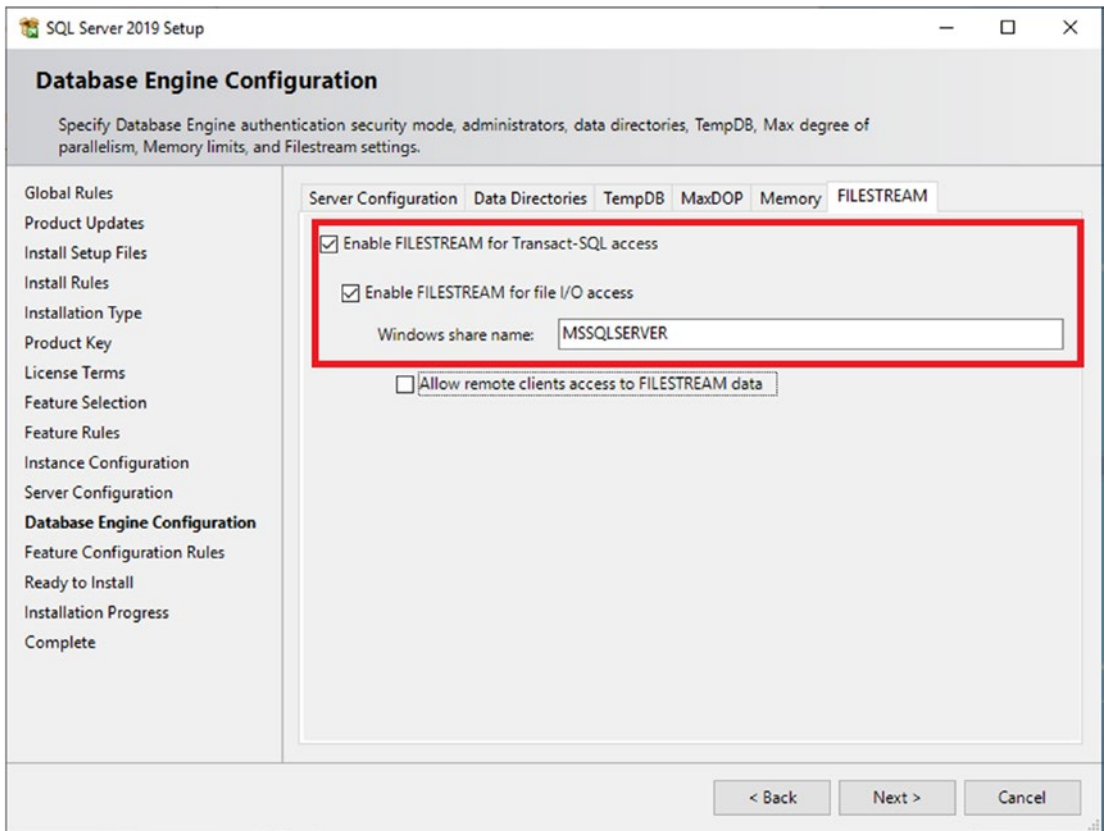 SQL Server 2019 Setup
Database Engine Configuration
Specify Database Engine authentication security mode, administrators, data directories, TempDB, Max degree of
parallelism, Memory limits, and Filestream settings.
Global Rules
Product Updates
Install Setup Files
Install Rules
Installation Type
Product Key
License Terms
Feature Selection
Feature Rules
Instance Configuration
Server Configuration
Database Engine Configuration
Feature Configuration Rules
Ready to Install
Installation Progress
Complete
Server Configuration Data Directories TempDB MaxDOP Memory FILESTREAM
Enable FILESTREAM for Transact-SQL access
Enable FILESTREAM for file I/O access
Windows share name: MSSQLSERVER
Allow remote clients access to FILESTREAM data
< Back Next > Cancel